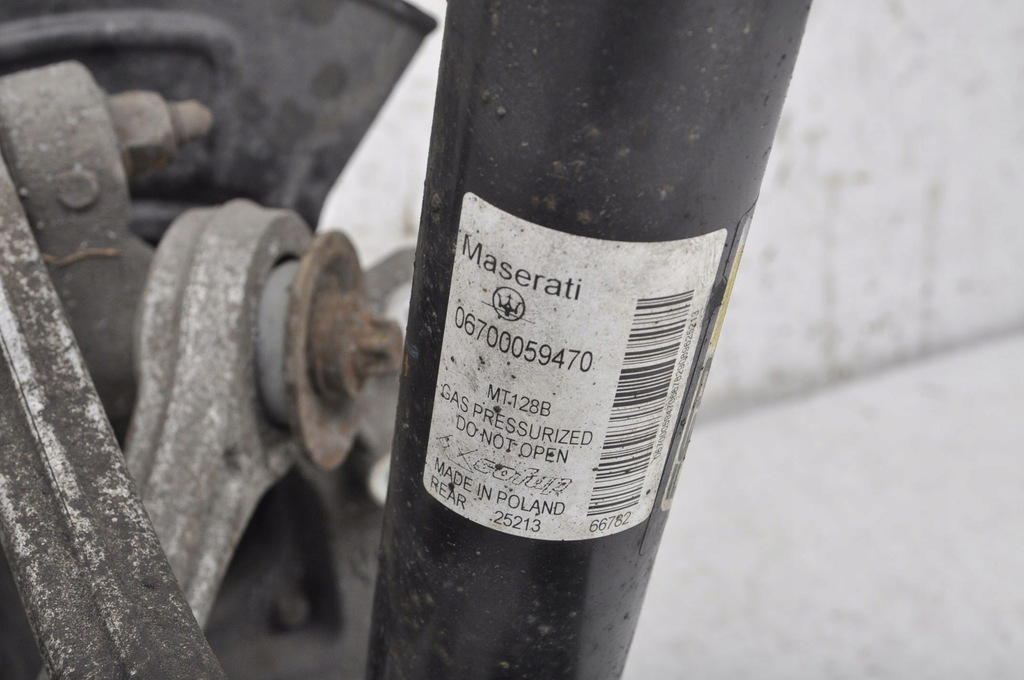 Maserati
06700059470
MT-128B
GAS PRESSURIZED
DO NOT OPEN
MADE IN POLAND
REAR 25213
66782